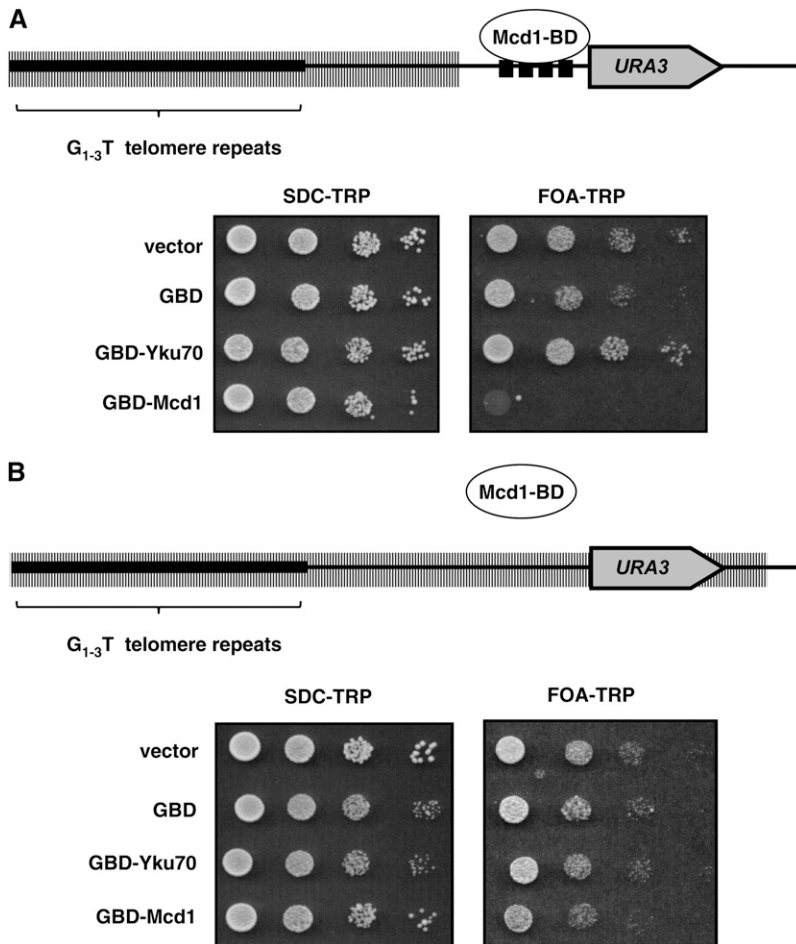 A
Mcd1-BD
URA3
G1-3T telomere repeats
SDC-TRP
FOA-TRP
vector
GBD
GBD-Yku70
GBD-Mcd1
B
Mcd1-BD
URA3
G1-3T telomere repeats
SDC-TRP
FOA-TRP
vector
GBD
GBD-Yku70
GBD-Mcd1